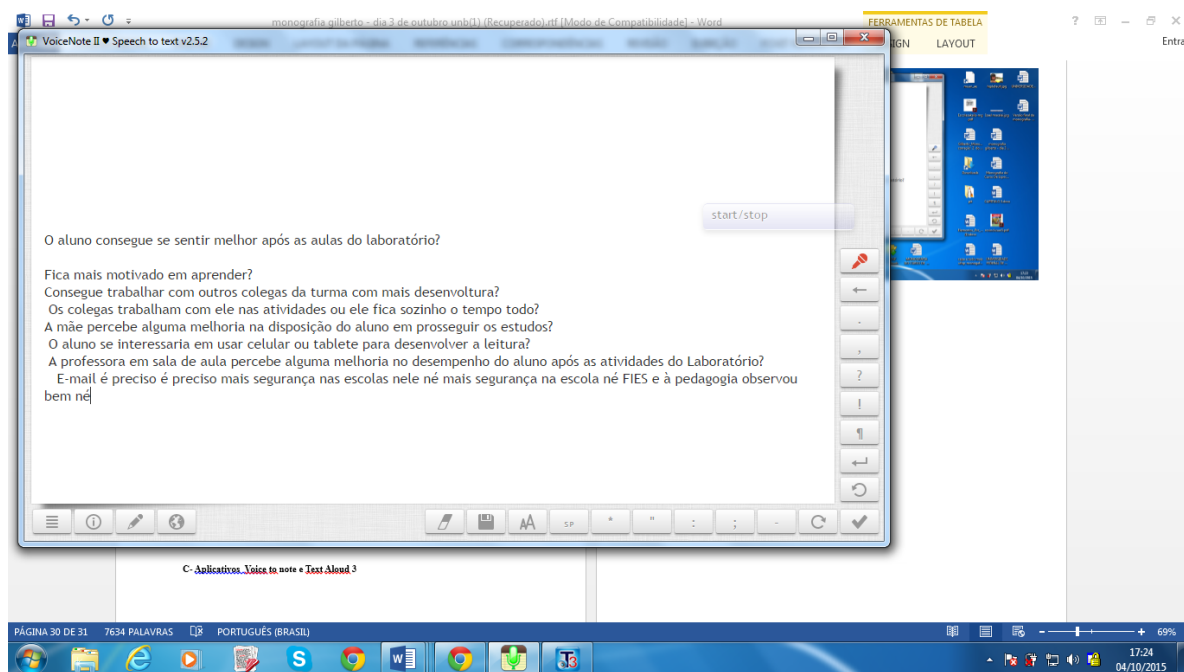 monografia gilberto - dia 3 de outubro unb(1) (Recuperado).rtf [Modo de Compatibilidade] - Word
FERRAMENTAS DE TABELA
VoiceNote II ♥ Speech to text v2.5.2
LAYOUT
Entra
start/stop
O aluno consegue se sentir melhor após as aulas do laboratório?
Fica mais motivado em aprender?
Consegue trabalhar com outros colegas da turma com mais desenvoltura?
Os colegas trabalham com ele nas atividades ou ele fica sozinho o tempo todo?
A mãe percebe alguma melhoria na disposição do aluno em prosseguir os estudos?
O aluno se interessaria em usar celular ou tablete para desenvolver a leitura?
A professora em sala de aula percebe alguma melhoria no desempenho do aluno após as atividades do Laboratório?
E-mail é preciso é preciso mais segurança nas escolas nele né mais segurança na escola né FIES e à pedagogia observou
bem né
SP * " : ; -
C- Aplicativos Voice to note e Text Aloud 3
PÁGINA 30 DE 31 7634 PALAVRAS PORTUGUÊS (BRASIL) 69%
17:24
04/10/2015